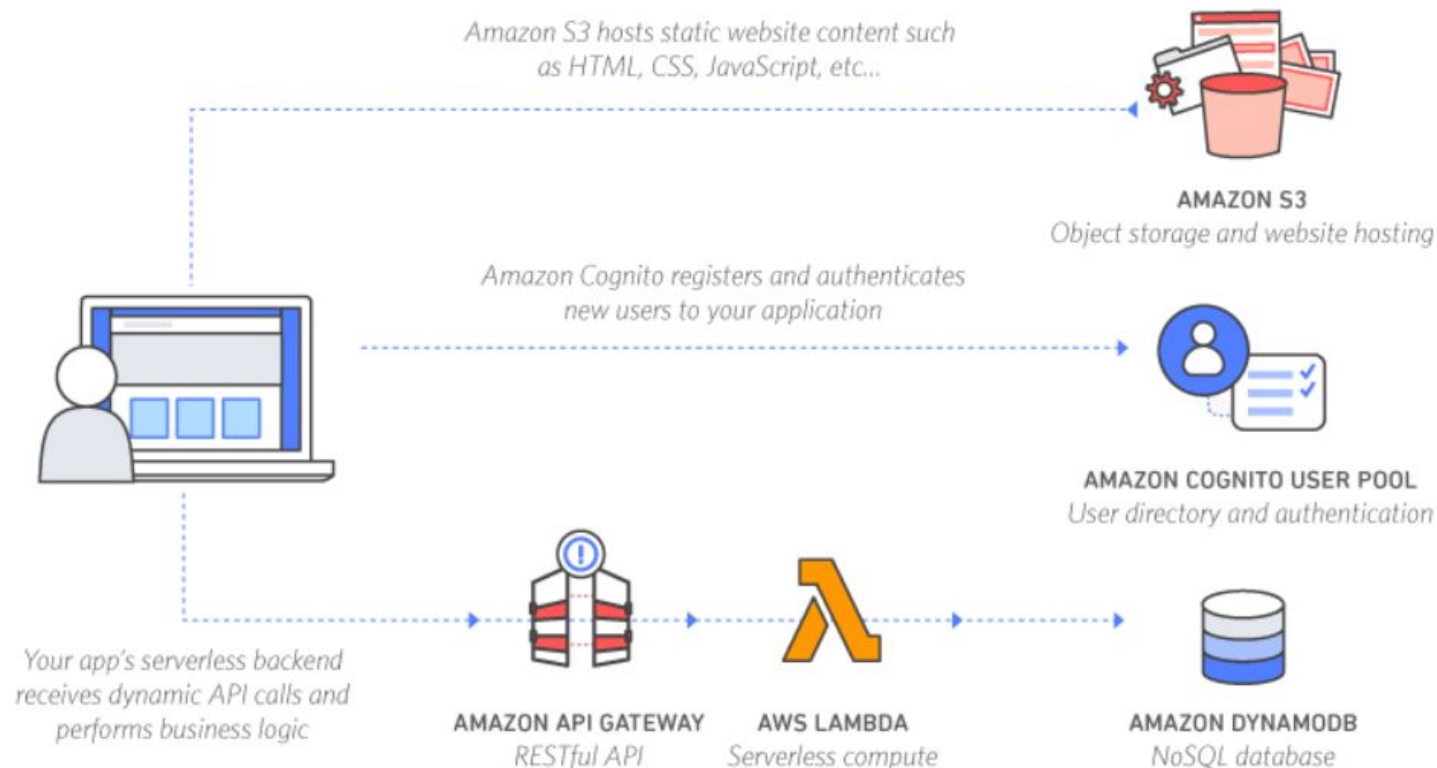 Amazon S3 hosts static website content such
as HTML, CSS, JavaScript, etc...
AMAZON S3
Object storage and website hosting
Amazon Cognito registers and authenticates
new users to your application
AMAZON COGNITO USER POOL
User directory and authentication
Your app's serverless backend
receives dynamic API calls and
performs business logic
AMAZON API GATEWAY
RESTful API
AWS LAMBDA
Serverless compute
AMAZON DYNAMODB
NoSQL database